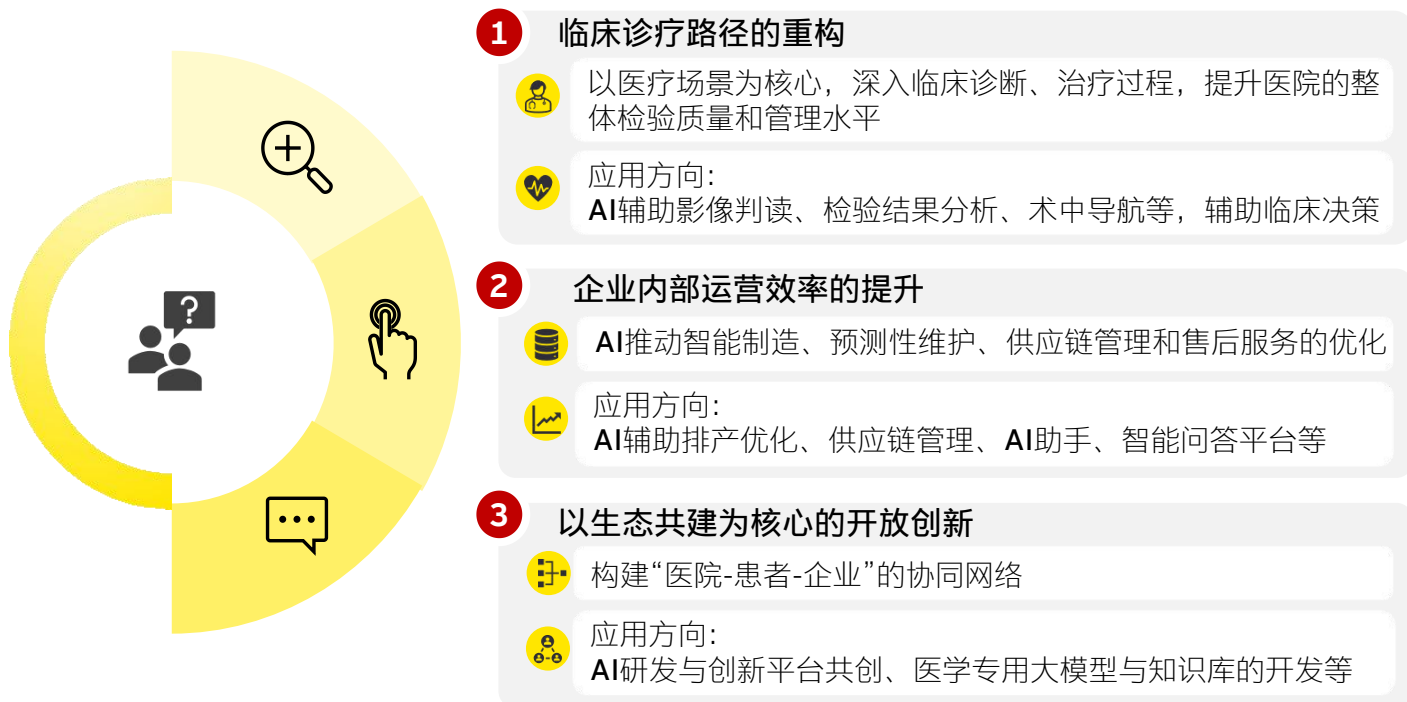 1
临床诊疗路径的重构
以医疗场景为核心，深入临床诊断、治疗过程，提升医院的整
体检验质量和管理水平
应用方向:
AI辅助影像判读、检验结果分析、术中导航等，辅助临床决策
2
企业内部运营效率的提升
AI推动智能制造、预测性维护、供应链管理和售后服务的优化
应用方向:
AI辅助排产优化、供应链管理、AI助手、智能问答平台等
3
以生态共建为核心的开放创新
构建“医院-患者-企业”的协同网络
应用方向:
AI研发与创新平台共创、医学专用大模型与知识库的开发等
?